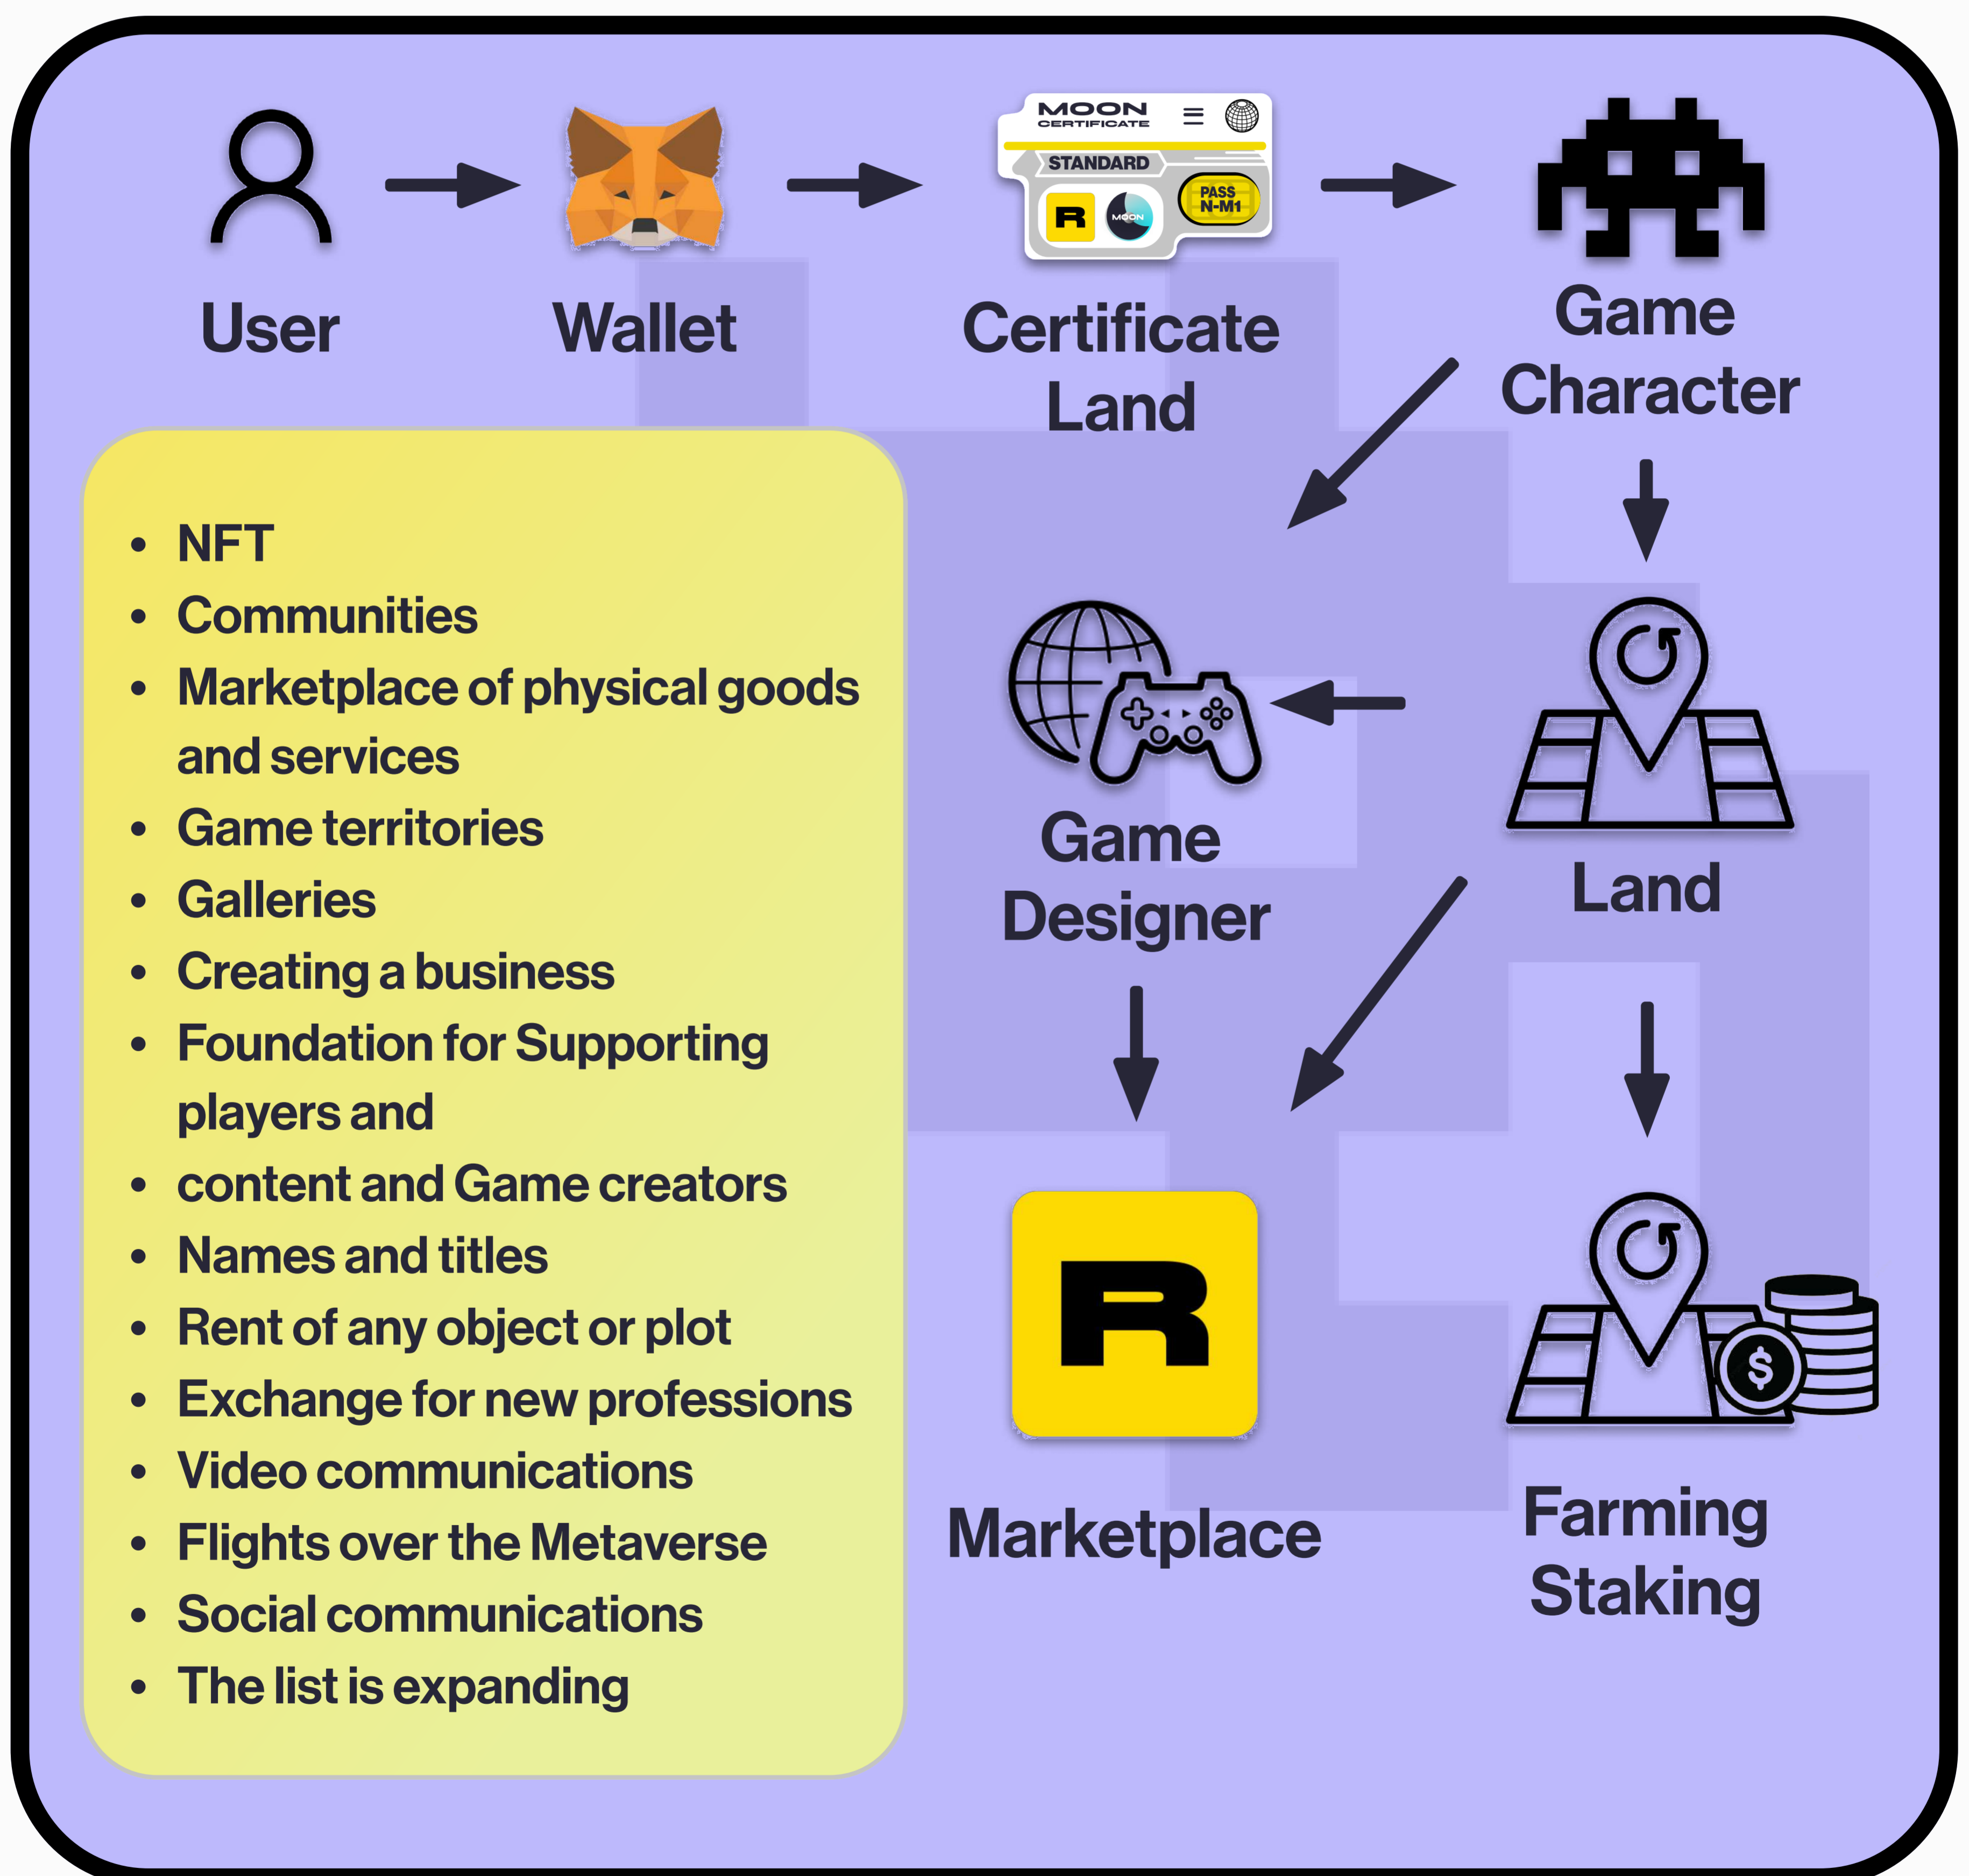 MOON
CERTIFICATE
STANDARD
PASS
N-M1
R
MOON
User
Wallet
Certificate
Land
Game
Character
• NFT
• Communities
• Marketplace of physical goods
and services
• Game territories
• Galleries
• Creating a business
• Foundation for Supporting
players and
• content and Game creators
• Names and titles
• Rent of any object or plot
• Exchange for new professions
• Video communications
• Flights over the Metaverse
• Social communications
• The list is expanding
Game
Designer
Land
R
$
Marketplace
Farming
Staking